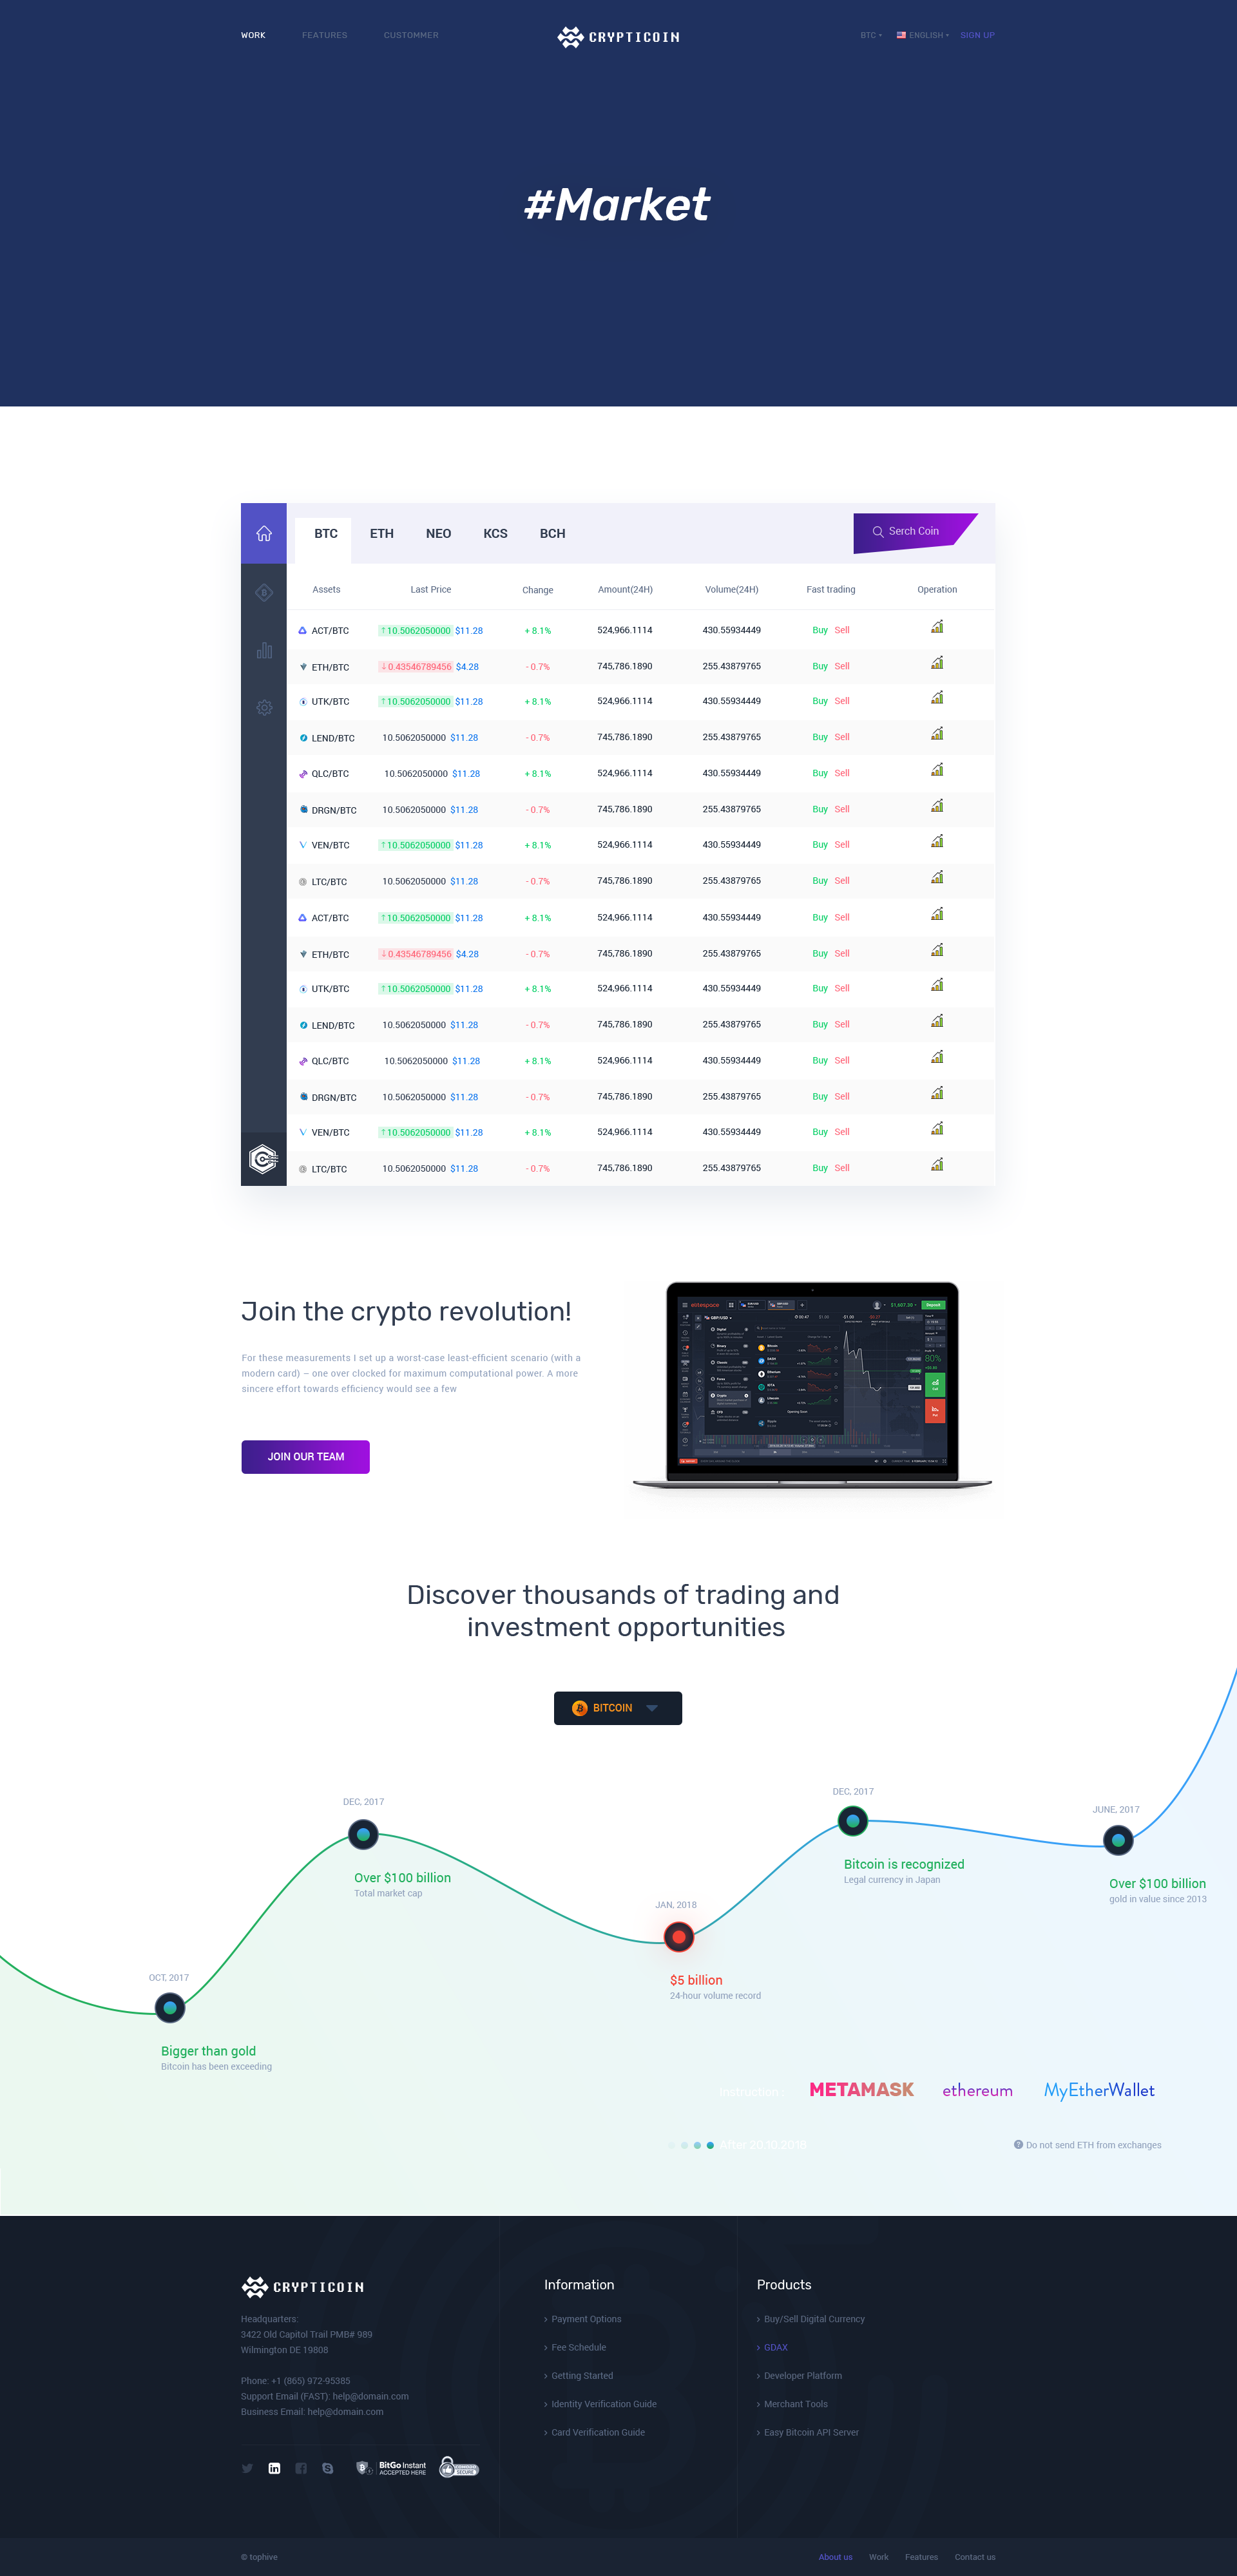 WORK FEATURES CUSTOMMER CRYPTICOIN BTC ENGLISH SIGN UP
#Market
BTC ETH NEO KCS BCH Serch Coin
Assets Last Price Change Amount(24H) Volume(24H) Fast trading Operation
ACT/BTC ↑10.5062050000 $11.28 + 8.1% 524,966.1114 430.55934449 Buy Sell
ETH/BTC ↓0.43546789456 $4.28 - 0.7% 745,786.1890 255.43879765 Buy Sell
UTK/BTC ↑10.5062050000 $11.28 + 8.1% 524,966.1114 430.55934449 Buy Sell
LEND/BTC 10.5062050000 $11.28 - 0.7% 745,786.1890 255.43879765 Buy Sell
QLC/BTC 10.5062050000 $11.28 + 8.1% 524,966.1114 430.55934449 Buy Sell
DRGN/BTC 10.5062050000 $11.28 - 0.7% 745,786.1890 255.43879765 Buy Sell
VEN/BTC ↑10.5062050000 $11.28 + 8.1% 524,966.1114 430.55934449 Buy Sell
LTC/BTC 10.5062050000 $11.28 - 0.7% 745,786.1890 255.43879765 Buy Sell
ACT/BTC ↑10.5062050000 $11.28 + 8.1% 524,966.1114 430.55934449 Buy Sell
ETH/BTC ↓0.43546789456 $4.28 - 0.7% 745,786.1890 255.43879765 Buy Sell
UTK/BTC ↑10.5062050000 $11.28 + 8.1% 524,966.1114 430.55934449 Buy Sell
LEND/BTC 10.5062050000 $11.28 - 0.7% 745,786.1890 255.43879765 Buy Sell
QLC/BTC 10.5062050000 $11.28 + 8.1% 524,966.1114 430.55934449 Buy Sell
DRGN/BTC 10.5062050000 $11.28 - 0.7% 745,786.1890 255.43879765 Buy Sell
VEN/BTC ↑10.5062050000 $11.28 + 8.1% 524,966.1114 430.55934449 Buy Sell
LTC/BTC 10.5062050000 $11.28 - 0.7% 745,786.1890 255.43879765 Buy Sell
Join the crypto revolution!
For these measurements I set up a worst-case least-efficient scenario (with a
modern card) – one over clocked for maximum computational power. A more
sincere effort towards efficiency would see a few
JOIN OUR TEAM
Deposit
80%
Discover thousands of trading and
investment opportunities
BITCOIN
DEC, 2017
Over $100 billion
Total market cap
DEC, 2017
Bitcoin is recognized
Legal currency in Japan
JUNE, 2017
Over $100 billion
gold in value since 2013
JAN, 2018
$5 billion
24-hour volume record
OCT, 2017
Bigger than gold
Bitcoin has been exceeding
Instruction: METAMASK ethereum MyEtherWallet
After 20.10.2018 Do not send ETH from exchanges
CRYPTICOIN
Headquarters:
3422 Old Capitol Trail PMB# 989
Wilmington DE 19808
Phone: +1 (865) 972-95385
Support Email (FAST): help@domain.com
Business Email: help@domain.com
BitGo Instant
ACCEPTED HERE
SECURE
Information
Payment Options
Fee Schedule
Getting Started
Identity Verification Guide
Card Verification Guide
Products
Buy/Sell Digital Currency
GDAX
Developer Platform
Merchant Tools
Easy Bitcoin API Server
© tophive About us Work Features Contact us